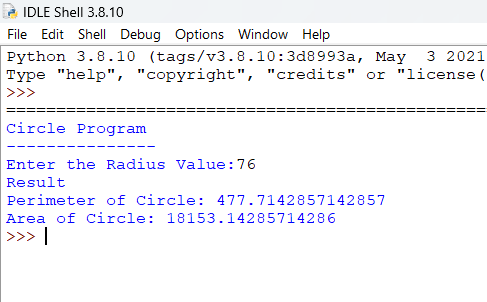 IDLE Shell 3.8.10
File Edit Shell Debug Options Window Help
Python 3.8.10 (tags/v3.8.10:3d8993a, May  3 2021
Type "help", "copyright", "credits" or "license(
>>>
================================================
Circle Program
---------------
Enter the Radius Value:76
Result
Perimeter of Circle: 477.7142857142857
Area of Circle: 18153.14285714286
>>>